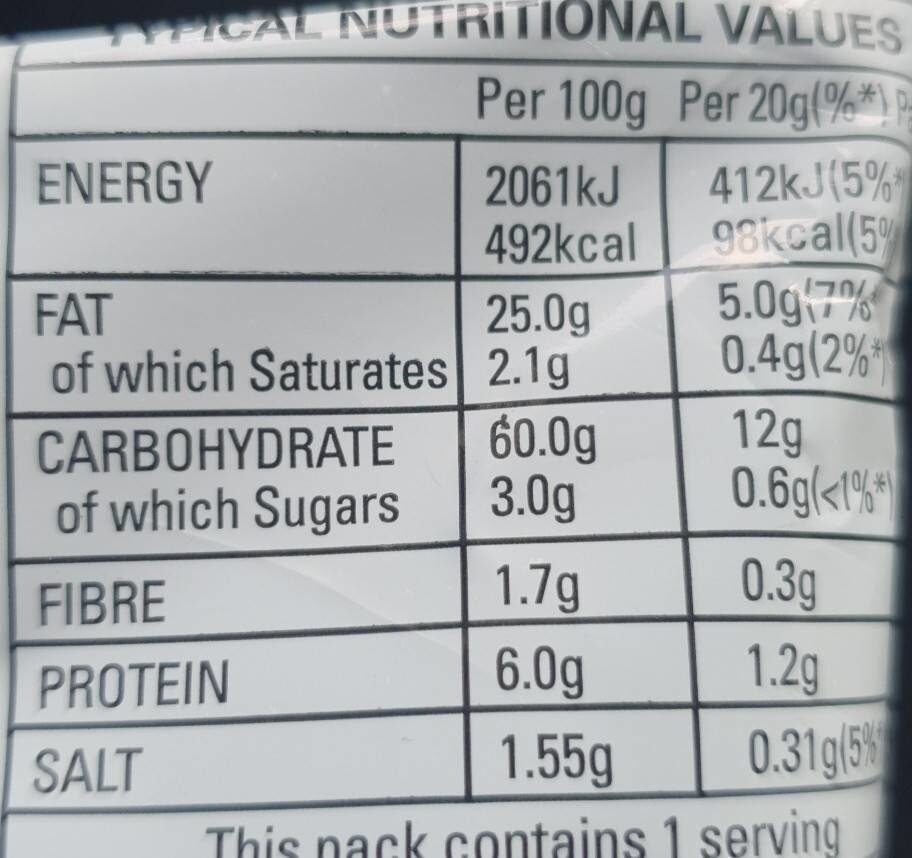 TYPICAL NUTRITIONAL VALUES
Per 100g Per 20g(%*)
ENERGY 2061kJ 412kJ(5%*
492kcal 98kcal(5%
FAT 25.0g 5.0g(7%
of which Saturates 2.1g 0.4g(2%*)
CARBOHYDRATE 60.0g 12g
of which Sugars 3.0g 0.6g(<1%*)
FIBRE 1.7g 0.3g
PROTEIN 6.0g 1.2g
SALT 1.55g 0.31g(5%
This pack contains 1 serving